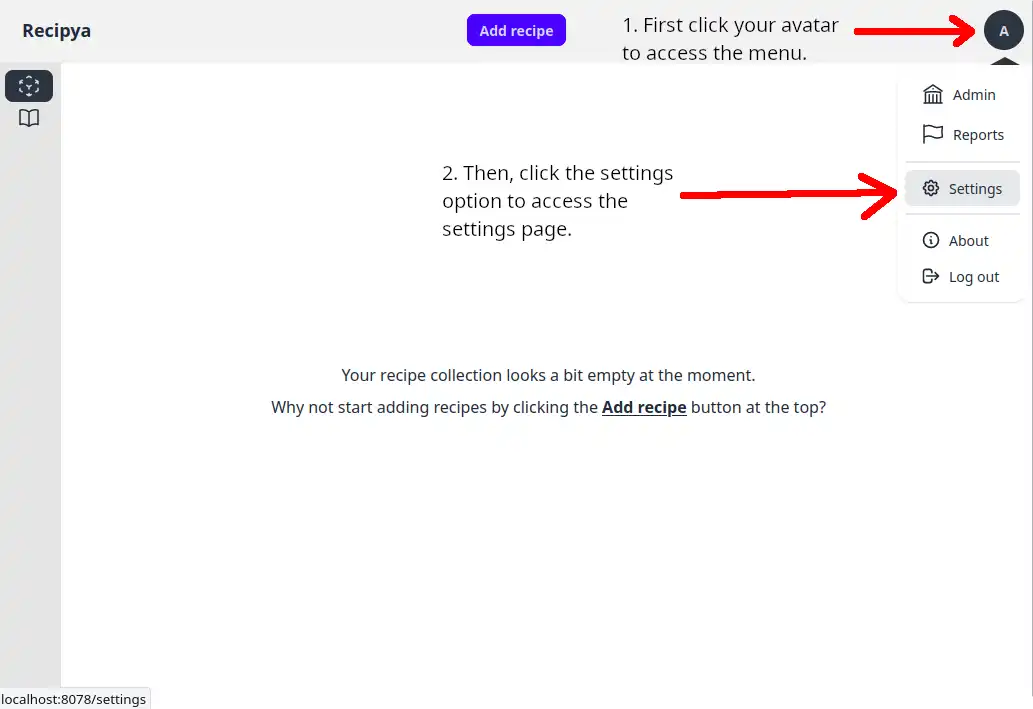 Recipya
Add recipe
1. First click your avatar
to access the menu.
A
Admin
Reports
2. Then, click the settings
option to access the
settings page.
Settings
About
Log out
Your recipe collection looks a bit empty at the moment.
Why not start adding recipes by clicking the Add recipe button at the top?
localhost:8078/settings